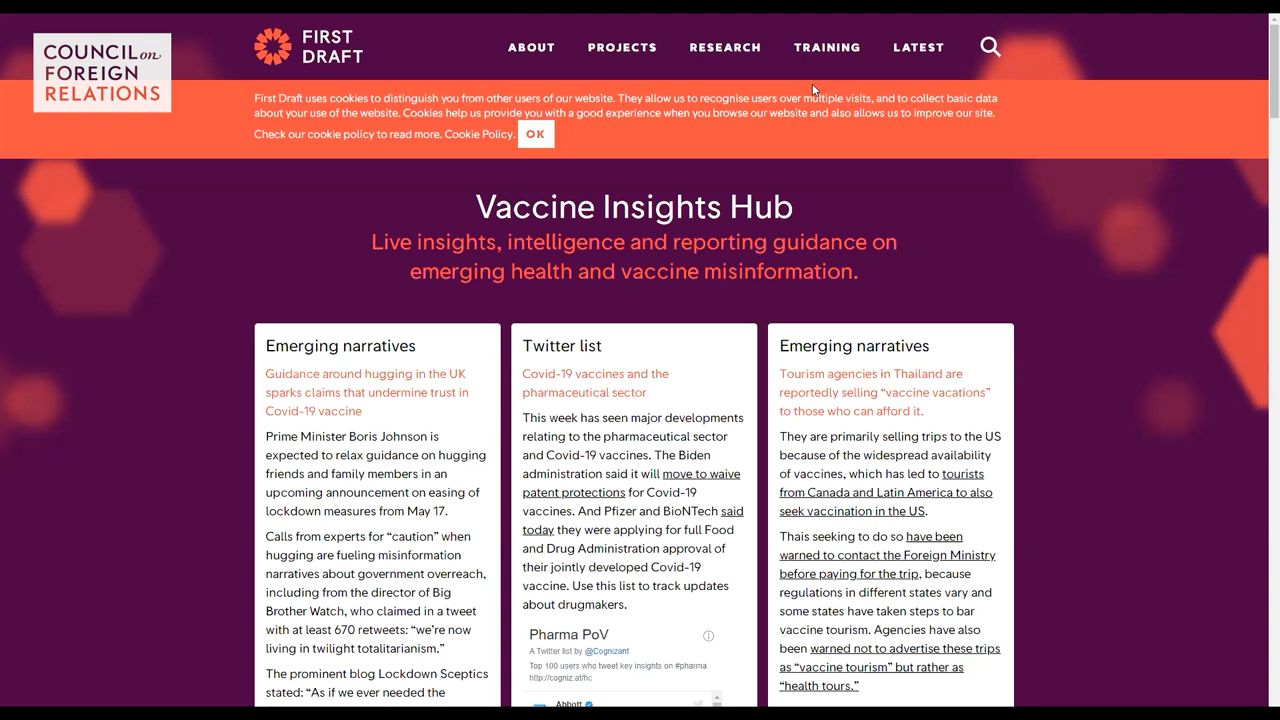 COUNCIL on
FOREIGN
RELATIONS
FIRST
DRAFT
ABOUT
PROJECTS
RESEARCH
TRAINING
LATEST
First Draft uses cookies to distinguish you from other users of our website. They allow us to recognise users over multiple visits, and to collect basic data
about your use of the website. Cookies help us provide you with a good experience when you browse our website and also allows us to improve our site.
Check our cookie policy to read more. Cookie Policy. OK
Vaccine Insights Hub
Live insights, intelligence and reporting guidance on
emerging health and vaccine misinformation.
Emerging narratives
Guidance around hugging in the UK
sparks claims that undermine trust in
Covid-19 vaccine
Prime Minister Boris Johnson is
expected to relax guidance on hugging
friends and family members in an
upcoming announcement on easing of
lockdown measures from May 17.
Calls from experts for “caution” when
hugging are fueling misinformation
narratives about government overreach,
including from the director of Big
Brother Watch, who claimed in a tweet
with at least 670 retweets: “we’re now
living in twilight totalitarianism.”
The prominent blog Lockdown Sceptics
stated: “As if we ever needed the
Twitter list
Covid-19 vaccines and the
pharmaceutical sector
This week has seen major developments
relating to the pharmaceutical sector
and Covid-19 vaccines. The Biden
administration said it will move to waive
patent protections for Covid-19
vaccines. And Pfizer and BioNTech said
today they were applying for full Food
and Drug Administration approval of
their jointly developed Covid-19
vaccine. Use this list to track updates
about drugmakers.
Pharma PoV
A Twitter list by @Cognizant
Top 100 users who tweet key insights on #pharma
http://cogniz.at/hc
Abbott
Emerging narratives
Tourism agencies in Thailand are
reportedly selling “vaccine vacations”
to those who can afford it.
They are primarily selling trips to the US
because of the widespread availability
of vaccines, which has led to tourists
from Canada and Latin America to also
seek vaccination in the US.
Thais seeking to do so have been
warned to contact the Foreign Ministry
before paying for the trip, because
regulations in different states vary and
some states have taken steps to bar
vaccine tourism. Agencies have also
been warned not to advertise these trips
as “vaccine tourism” but rather as
“health tours.”